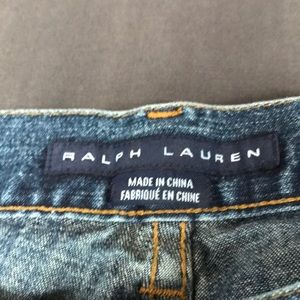 RALPH LAUREN
MADE IN CHINA
FABRIQUÉ EN CHINE